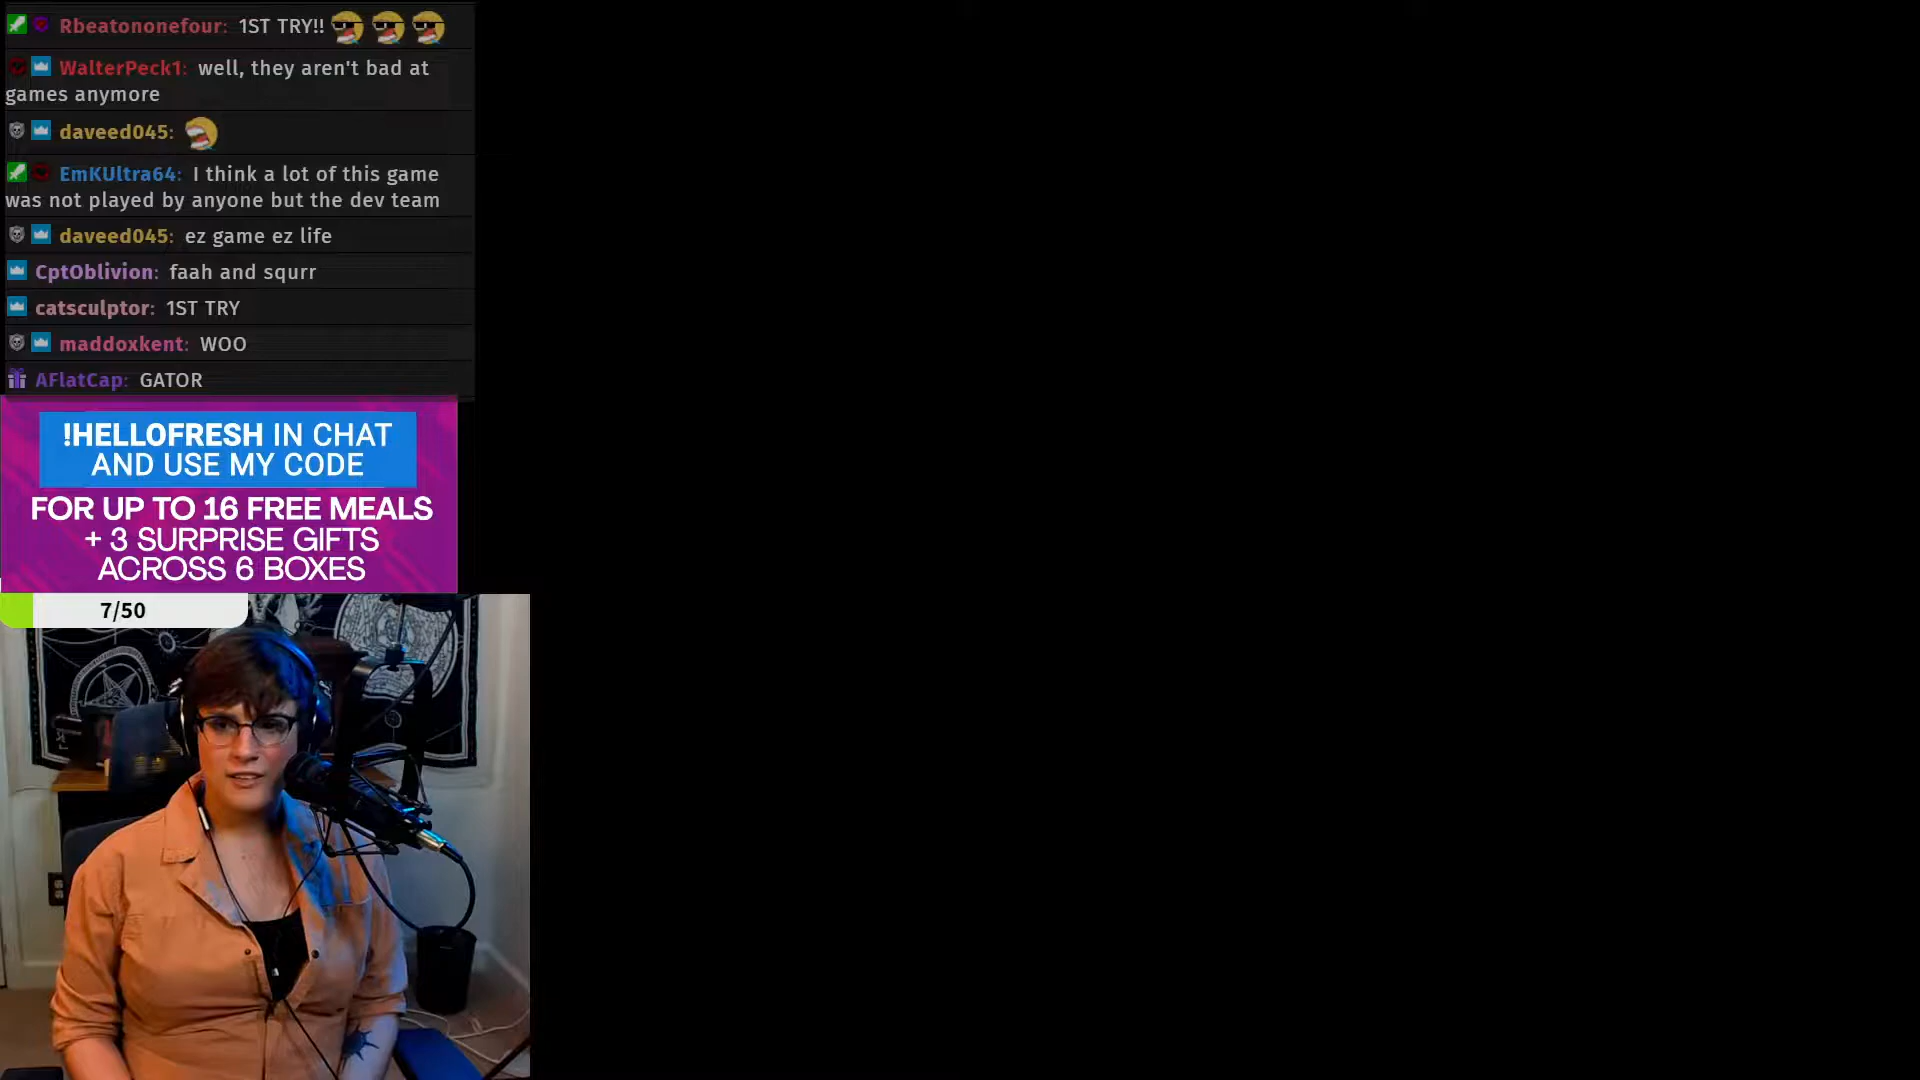 Rbeatononefour: 1ST TRY!!
WalterPeck1: well, they aren't bad at
games anymore
daveed045:
EmKUltra64: I think a lot of this game
was not played by anyone but the dev team
daveed045: ez game ez life
CptOblivion: faah and squrr
catsculptor: 1ST TRY
maddoxkent: WOO
AFlatCap: GATOR
!HELLOFRESH IN CHAT
AND USE MY CODE
FOR UP TO 16 FREE MEALS
+ 3 SURPRISE GIFTS
ACROSS 6 BOXES
7/50